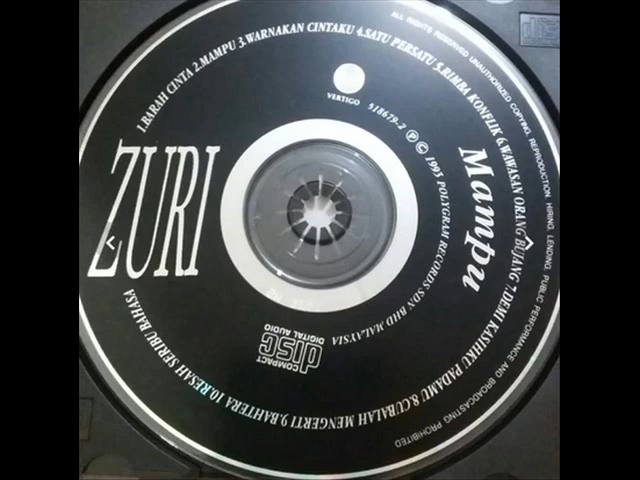 ZURI
Mampu
1.BARAH CINTA 2.MAMPU 3.WARNAKAN CINTAKU 4.SATU PERSATU 5.RIMBA KONFLIK 6.WAWASAN ORANG BUJANG 7.DEMI KASIHKU PADAMU 8.CUBALAH MENGERTI 9.BAHTERA 10.RESAH SERIBU BAHASA
VERTIGO
518679-2
Ⓟ © 1993 POLYGRAM RECORDS SDN BHD MALAYSIA
COMPACT
disc
DIGITAL AUDIO
ALL RIGHTS RESERVED UNAUTHORIZED COPYING, REPRODUCTION, HIRING, LENDING, PUBLIC PERFORMANCE AND BROADCASTING PROHIBITED